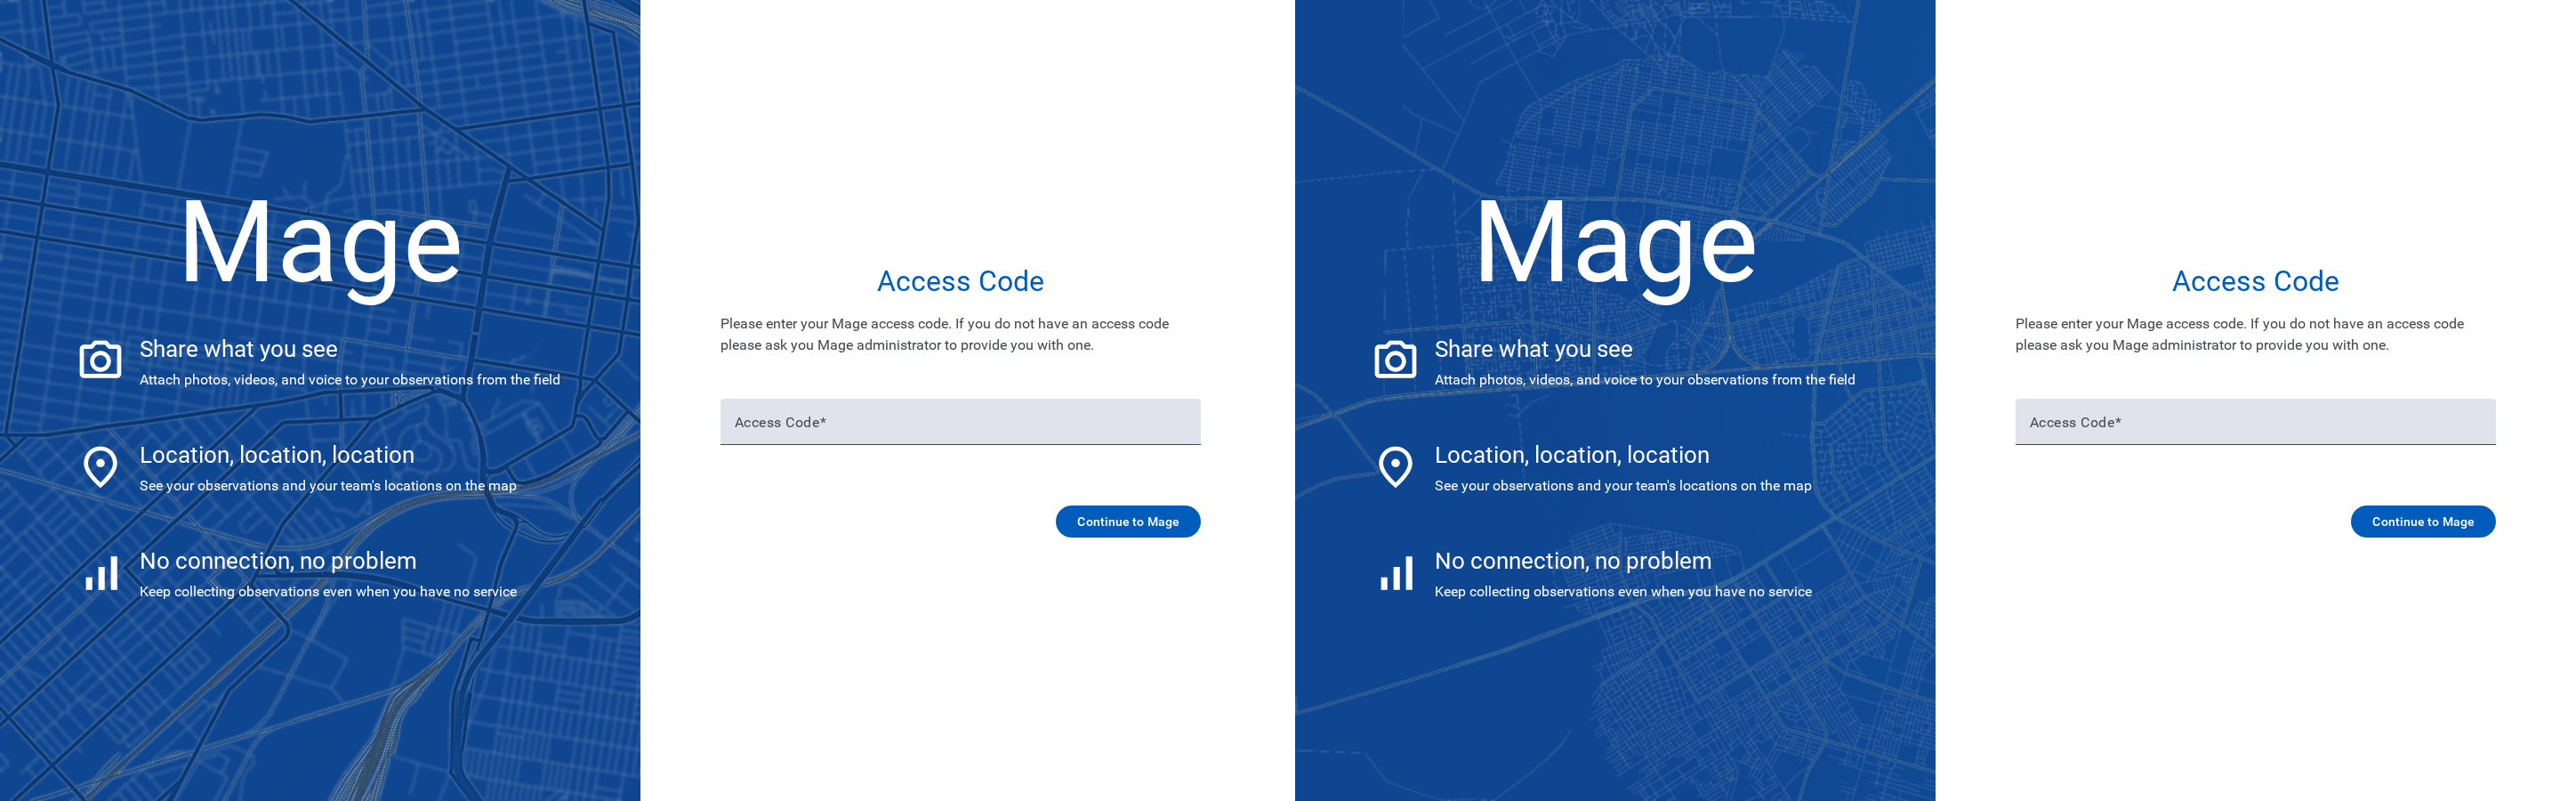 Mage
Share what you see
Attach photos, videos, and voice to your observations from the field
Location, location, location
See your observations and your team's locations on the map
No connection, no problem
Keep collecting observations even when you have no service
Access Code
Please enter your Mage access code. If you do not have an access code
please ask you Mage administrator to provide you with one.
Access Code*
Continue to Mage
Mage
Share what you see
Attach photos, videos, and voice to your observations from the field
Location, location, location
See your observations and your team's locations on the map
No connection, no problem
Keep collecting observations even when you have no service
Access Code
Please enter your Mage access code. If you do not have an access code
please ask you Mage administrator to provide you with one.
Access Code*
Continue to Mage